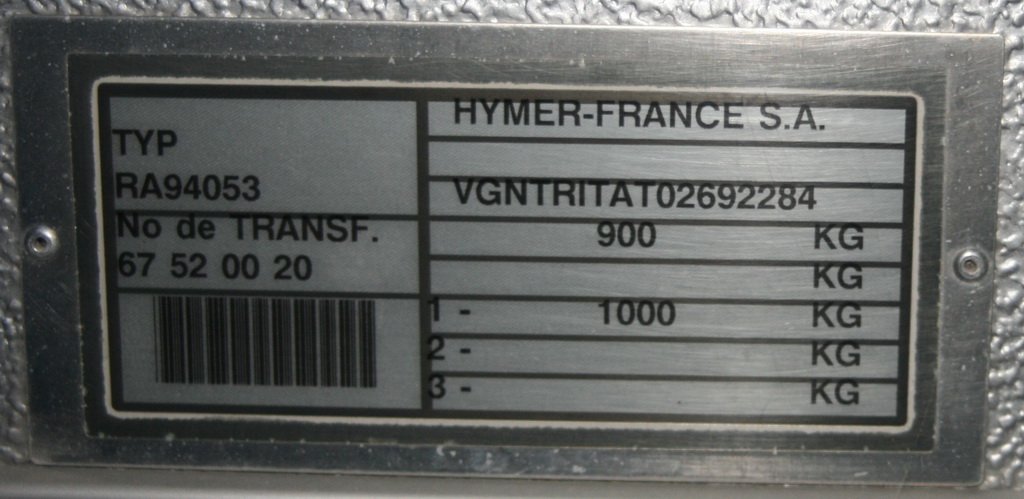 TYP
RA94053
No de TRANSF.
67 52 00 20
HYMER-FRANCE S.A.
VGNTRITAT02692284
900 KG
KG
1 - 1000 KG
2 - KG
3 - KG